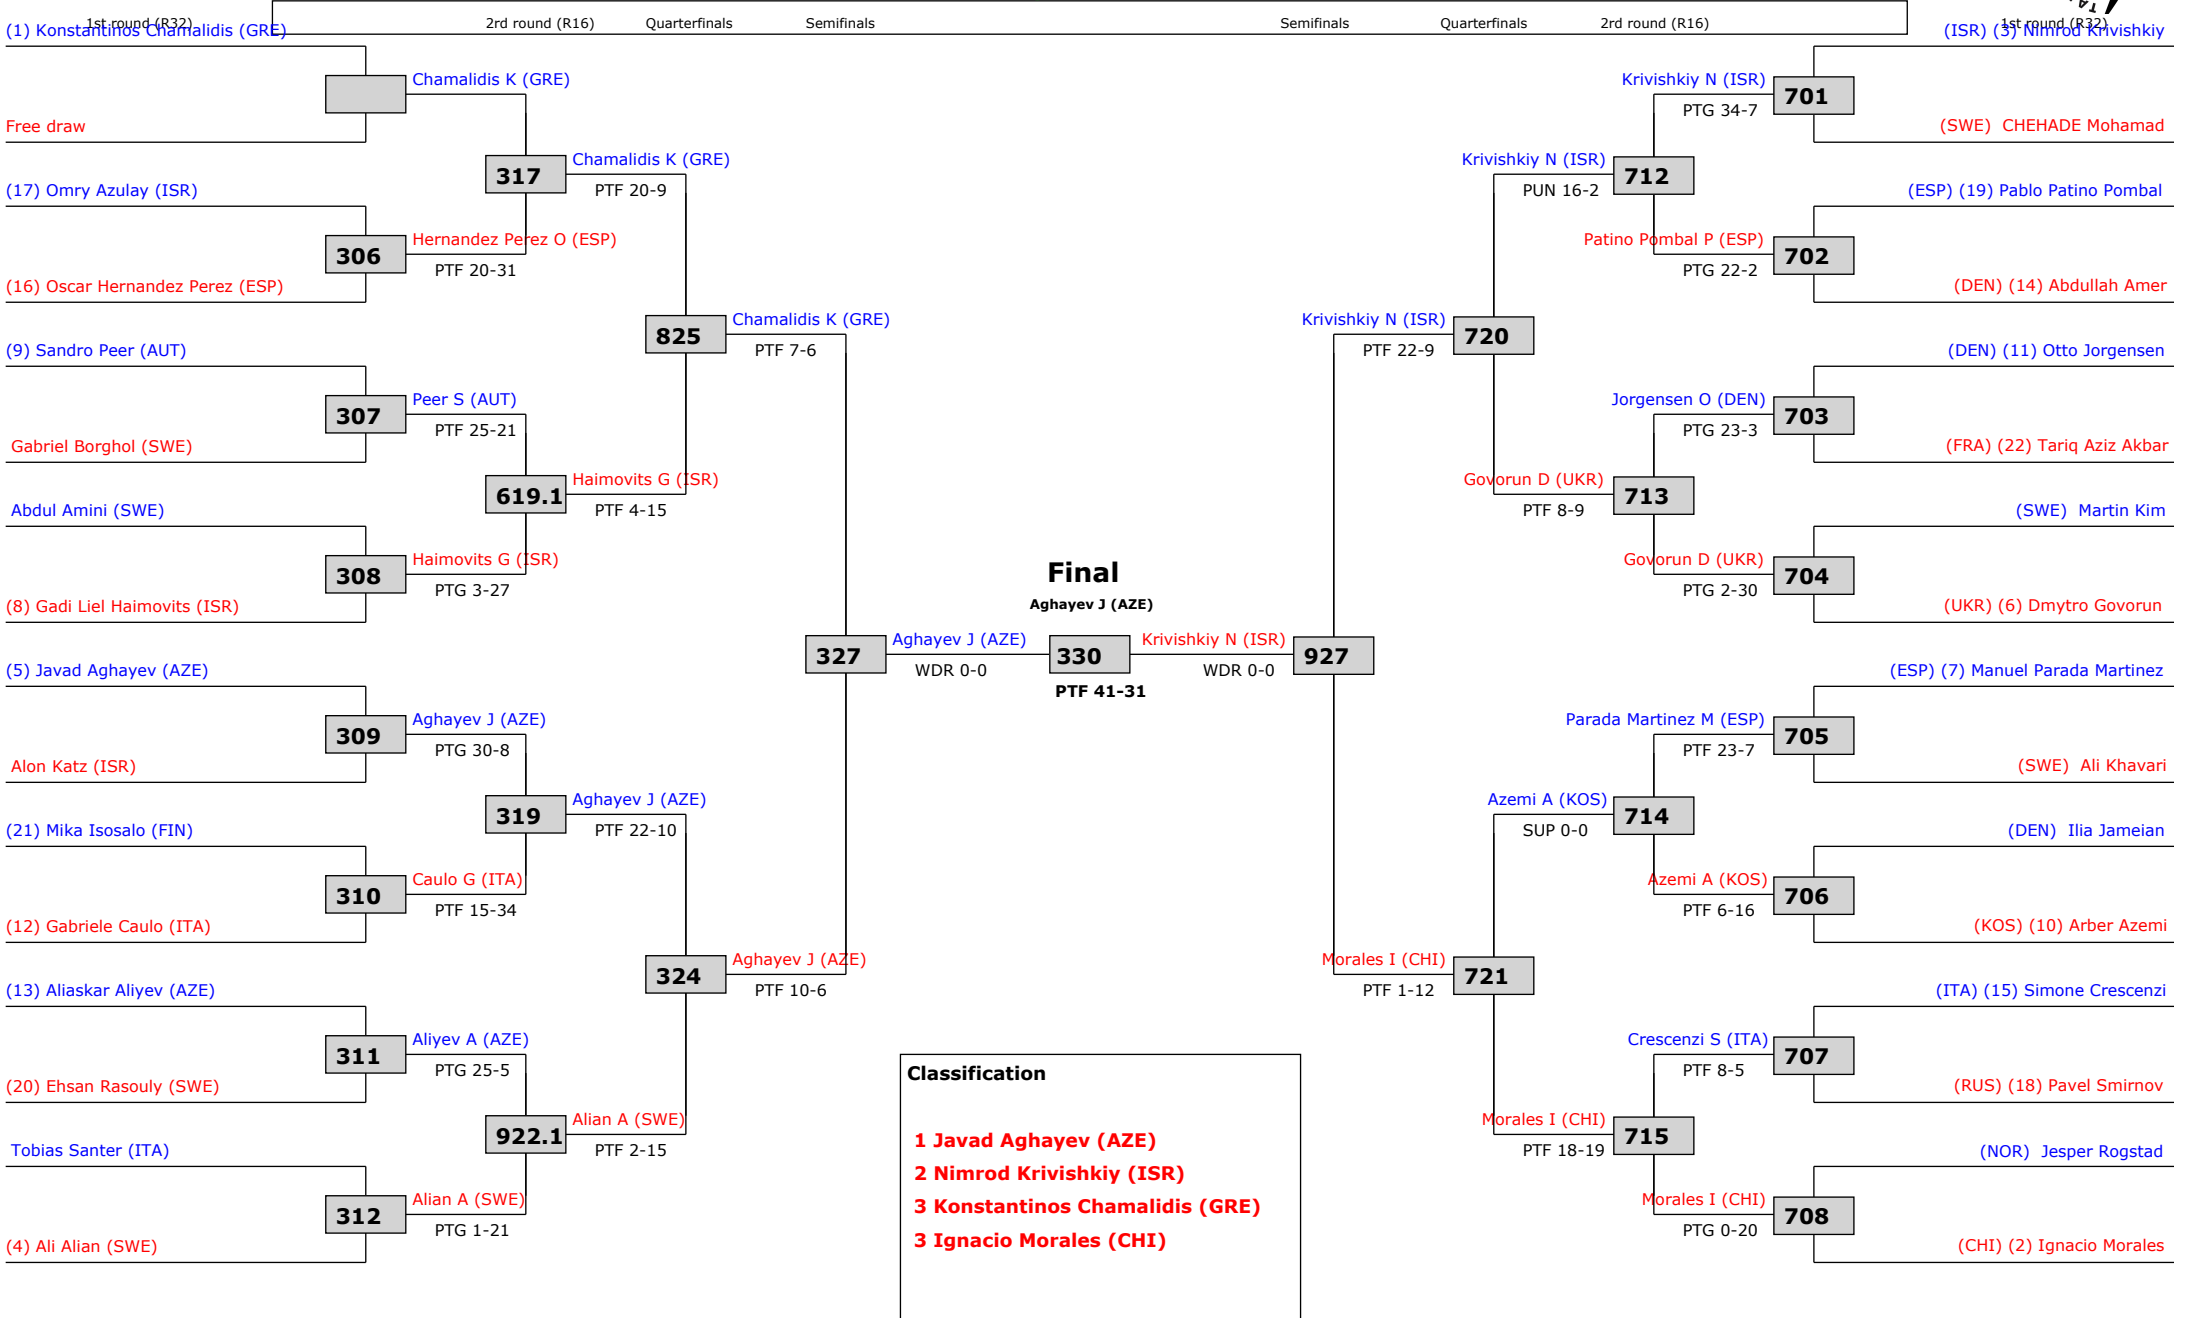 1st round (R32)
2nd round (R16)
Quarterfinals
Semifinals
Semifinals
Quarterfinals
2nd round (R16)
1st round (R32)
(1) Konstantinos Chamalidis (GRE)
Free draw
(17) Omry Azulay (ISR)
(16) Oscar Hernandez Perez (ESP)
(9) Sandro Peer (AUT)
Gabriel Borghol (SWE)
Abdul Amini (SWE)
(8) Gadi Liel Haimovits (ISR)
(5) Javad Aghayev (AZE)
Alon Katz (ISR)
(21) Mika Isosalo (FIN)
(12) Gabriele Caulo (ITA)
(13) Aliaskar Aliyev (AZE)
(20) Ehsan Rasouly (SWE)
Tobias Santer (ITA)
(4) Ali Alian (SWE)
Chamalidis K (GRE)
306
Hernandez Perez O (ESP)
PTF 20-31
307
Peer S (AUT)
PTF 25-21
308
Haimovits G (ISR)
PTG 3-27
309
Aghayev J (AZE)
PTG 30-8
310
Caulo G (ITA)
PTF 15-34
311
Aliyev A (AZE)
PTG 25-5
312
Alian A (SWE)
PTG 1-21
317
Chamalidis K (GRE)
PTF 20-9
619.1
Haimovits G (ISR)
PTF 4-15
319
Aghayev J (AZE)
PTF 22-10
922.1
Alian A (SWE)
PTF 2-15
825
Chamalidis K (GRE)
PTF 7-6
324
Aghayev J (AZE)
PTF 10-6
327
Aghayev J (AZE)
WDR 0-0
Final
Aghayev J (AZE)
330
PTF 41-31
Krivishkiy N (ISR)
WDR 0-0
927
Krivishkiy N (ISR)
PTF 22-9
720
Morales I (CHI)
PTF 1-12
721
Krivishkiy N (ISR)
PUN 16-2
712
Govorun D (UKR)
PTF 8-9
713
Azemi A (KOS)
SUP 0-0
714
Morales I (CHI)
PTF 18-19
715
Krivishkiy N (ISR)
PTG 34-7
701
Patino Pombal P (ESP)
PTG 22-2
702
Jorgensen O (DEN)
PTG 23-3
703
Govorun D (UKR)
PTG 2-30
704
Parada Martinez M (ESP)
PTF 23-7
705
Azemi A (KOS)
PTF 6-16
706
Crescenzi S (ITA)
PTF 8-5
707
Morales I (CHI)
PTG 0-20
708
(ISR) (3) Nimrod Krivishkiy
(SWE) CHEHADE Mohamad
(ESP) (19) Pablo Patino Pombal
(DEN) (14) Abdullah Amer
(DEN) (11) Otto Jorgensen
(FRA) (22) Tariq Aziz Akbar
(SWE) Martin Kim
(UKR) (6) Dmytro Govorun
(ESP) (7) Manuel Parada Martinez
(SWE) Ali Khavari
(DEN) Ilia Jameian
(KOS) (10) Arber Azemi
(ITA) (15) Simone Crescenzi
(RUS) (18) Pavel Smirnov
(NOR) Jesper Rogstad
(CHI) (2) Ignacio Morales
Classification
1 Javad Aghayev (AZE)
2 Nimrod Krivishkiy (ISR)
3 Konstantinos Chamalidis (GRE)
3 Ignacio Morales (CHI)